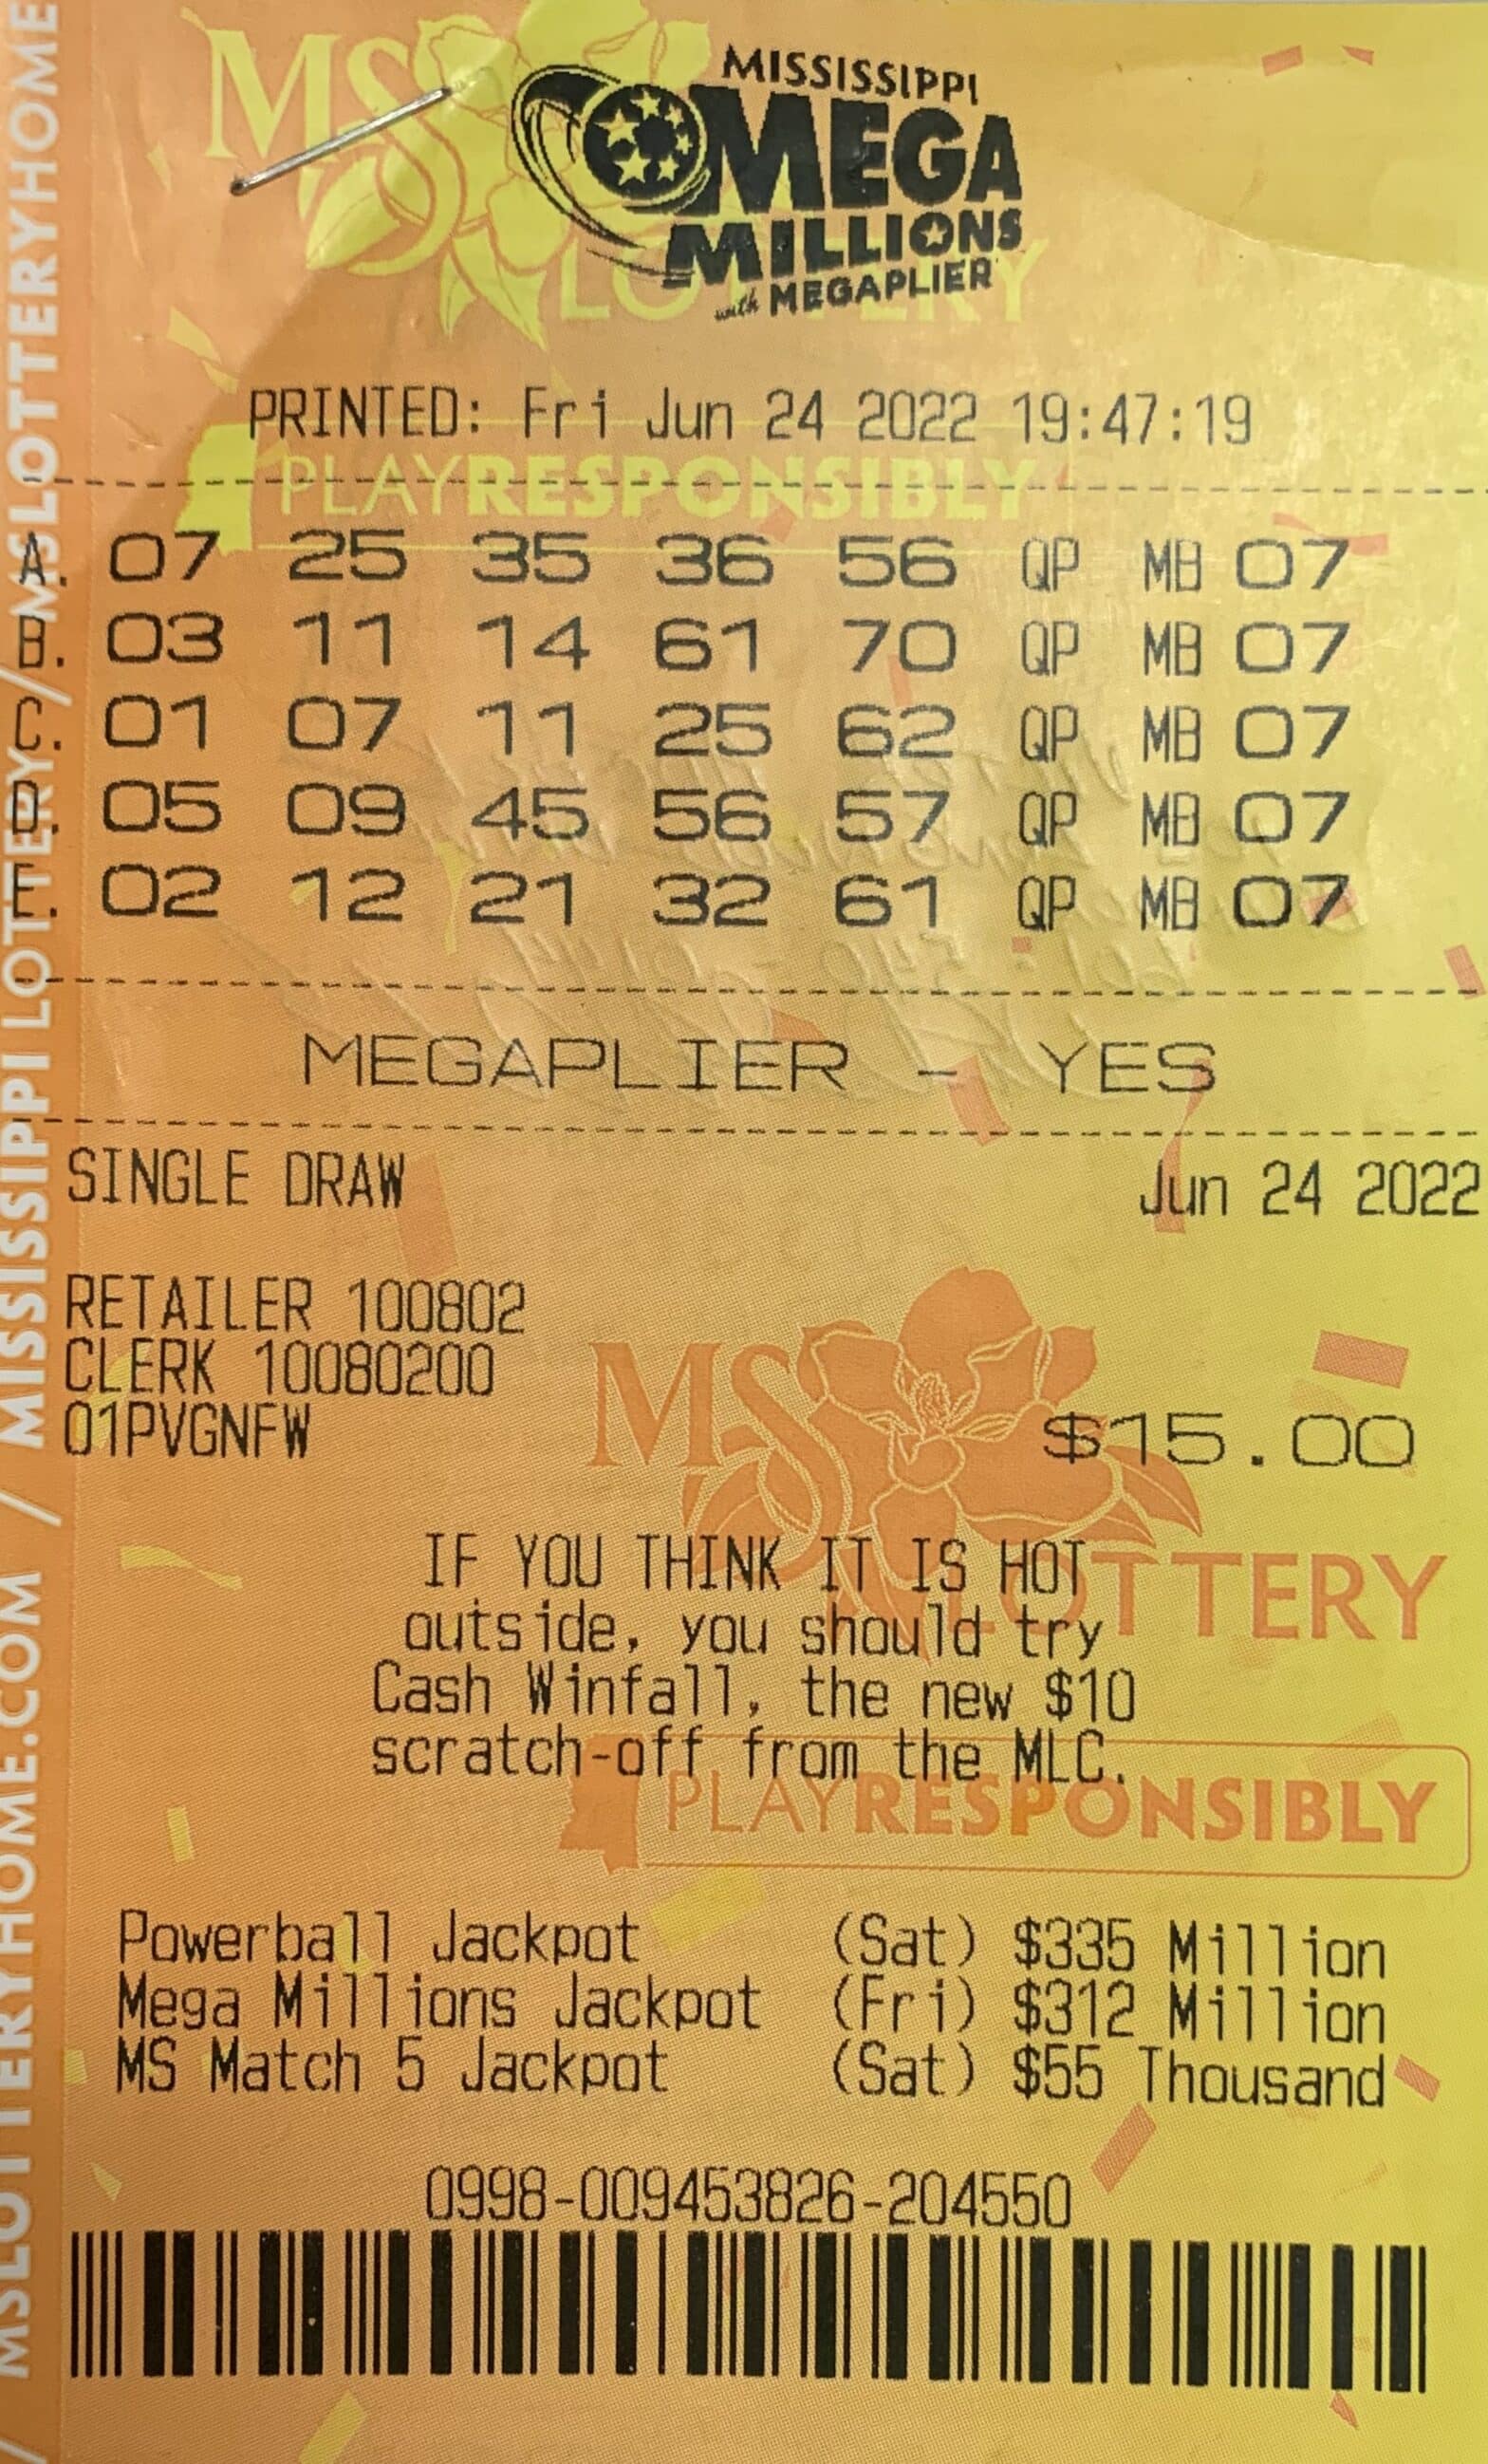 MS
LOTTERY
MISSISSIPPI
MEGA
MILLIONS
with MEGAPLIER
PRINTED: Fri Jun 24 2022 19:47:19
PLAYRESPONSIBLY
A. 07 25 35 36 56 QP MB 07
B. 03 11 14 61 70 QP MB 07
C. 01 07 11 25 62 QP MB 07
D. 05 09 45 56 57 QP MB 07
E. 02 12 21 32 61 QP MB 07
MEGAPLIER - YES
SINGLE DRAW Jun 24 2022
RETAILER 100802
CLERK 10080200
01PVGNFW
$15.00
MS
LOTTERY
IF YOU THINK IT IS HOT
outside, you should try
Cash Winfall, the new $10
scratch-off from the MLC.
PLAYRESPONSIBLY
Powerball Jackpot (Sat) $335 Million
Mega Millions Jackpot (Fri) $312 Million
MS Match 5 Jackpot (Sat) $55 Thousand
0998-009453826-204550
MSLOTTERYHOME.COM / MISSISSIPPI LOTTERY / MSLOTTERYHOME